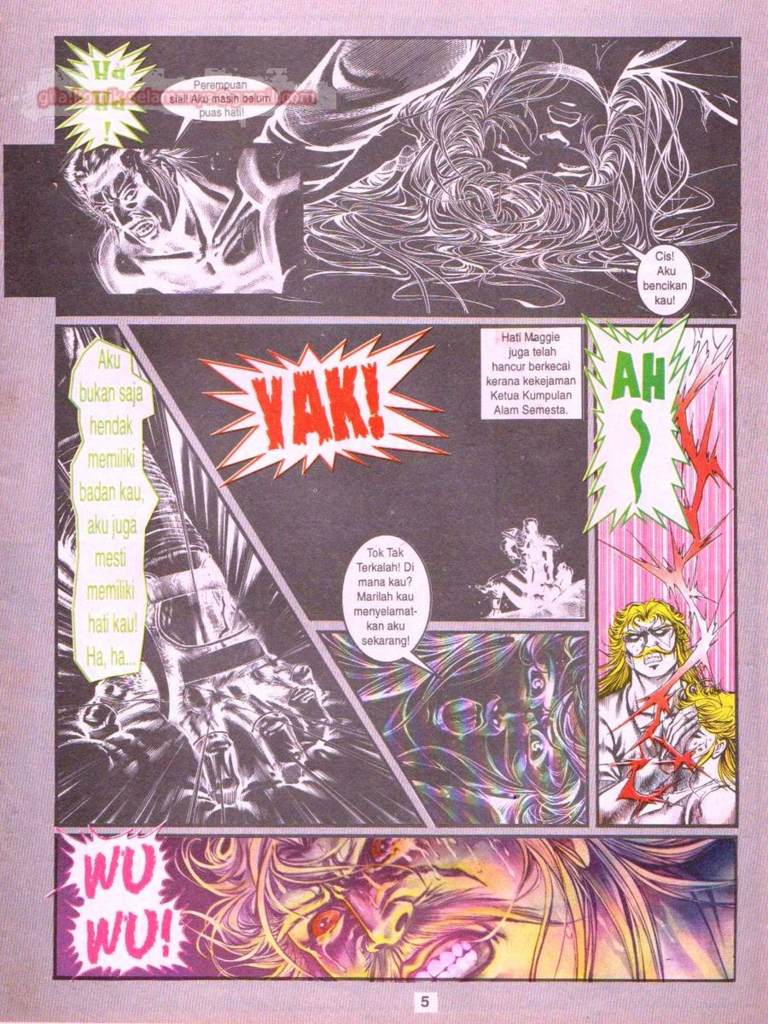 Ha
Perempuan
sial! Aku masih belum
puas hati!
Cis!
Aku
bencikan
kau!
Aku
bukan saja
hendak
memiliki
badan kau,
aku juga
mesti
memiliki
hati kau!
Ha, ha...
YAK!
Hati Maggie
juga telah
hancur berkecai
kerana kekejaman
Ketua Kumpulan
Alam Semesta.
AH
Tok Tak
Terkalah! Di
mana kau?
Marilah kau
menyelamat-
kan aku
sekarang!
WU
WU!
5